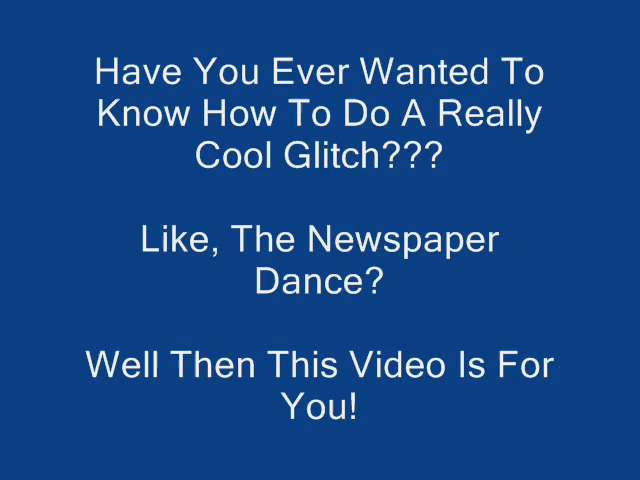 Have You Ever Wanted To
Know How To Do A Really
Cool Glitch???
Like, The Newspaper
Dance?
Well Then This Video Is For
You!